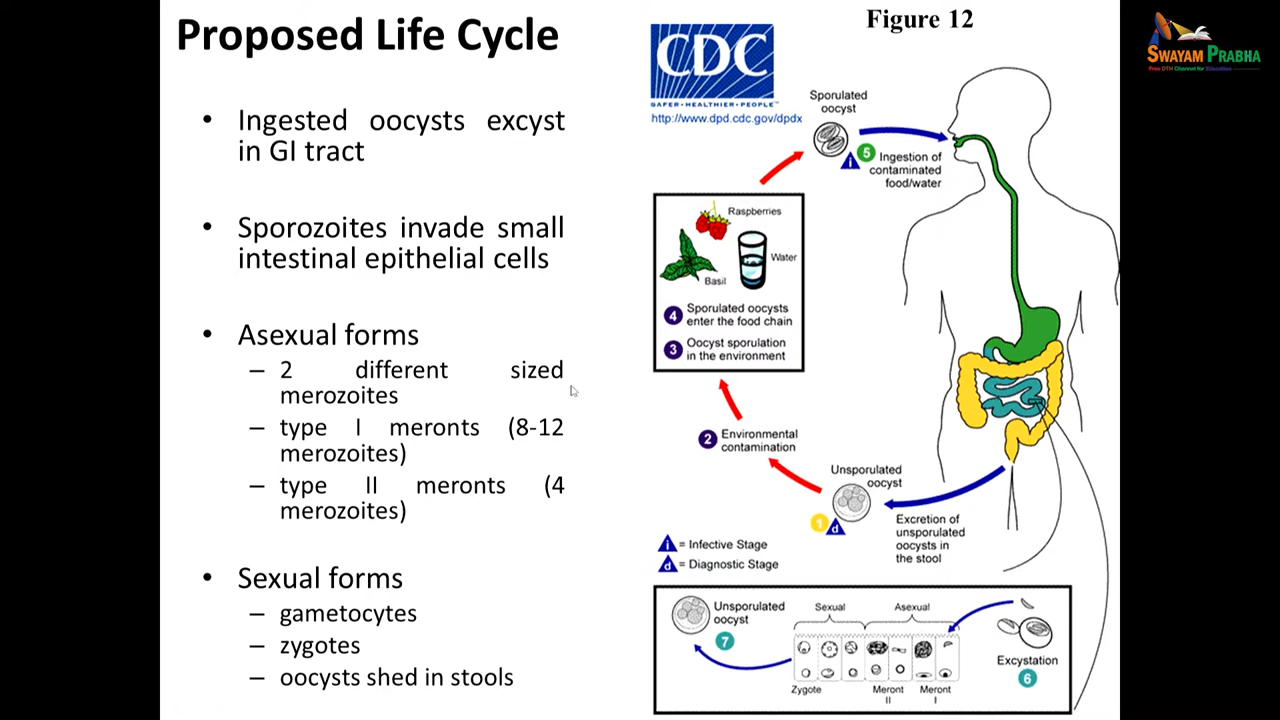 Proposed Life Cycle
• Ingested oocysts excyst
in GI tract
• Sporozoites invade small
intestinal epithelial cells
• Asexual forms
– 2 different sized
merozoites
– type I meronts (8-12
merozoites)
– type II meronts (4
merozoites)
• Sexual forms
– gametocytes
– zygotes
– oocysts shed in stools
Figure 12
SWAYAM PRABHA
Free DTH Channel for Education
CDC
SAFER • HEALTHIER • PEOPLE™
http://www.dpd.cdc.gov/dpdx
Sporulated
oocyst
i
5 Ingestion of
contaminated
food/water
Raspberries
Water
Basil
4 Sporulated oocysts
enter the food chain
3 Oocyst sporulation
in the environment
2 Environmental
contamination
Unsporulated
oocyst
1 d
Excretion of
unsporulated
oocysts in
the stool
i = Infective Stage
d = Diagnostic Stage
Unsporulated
oocyst
7
Sexual Asexual
Zygote Meront
II
Meront
I
Excystation
6